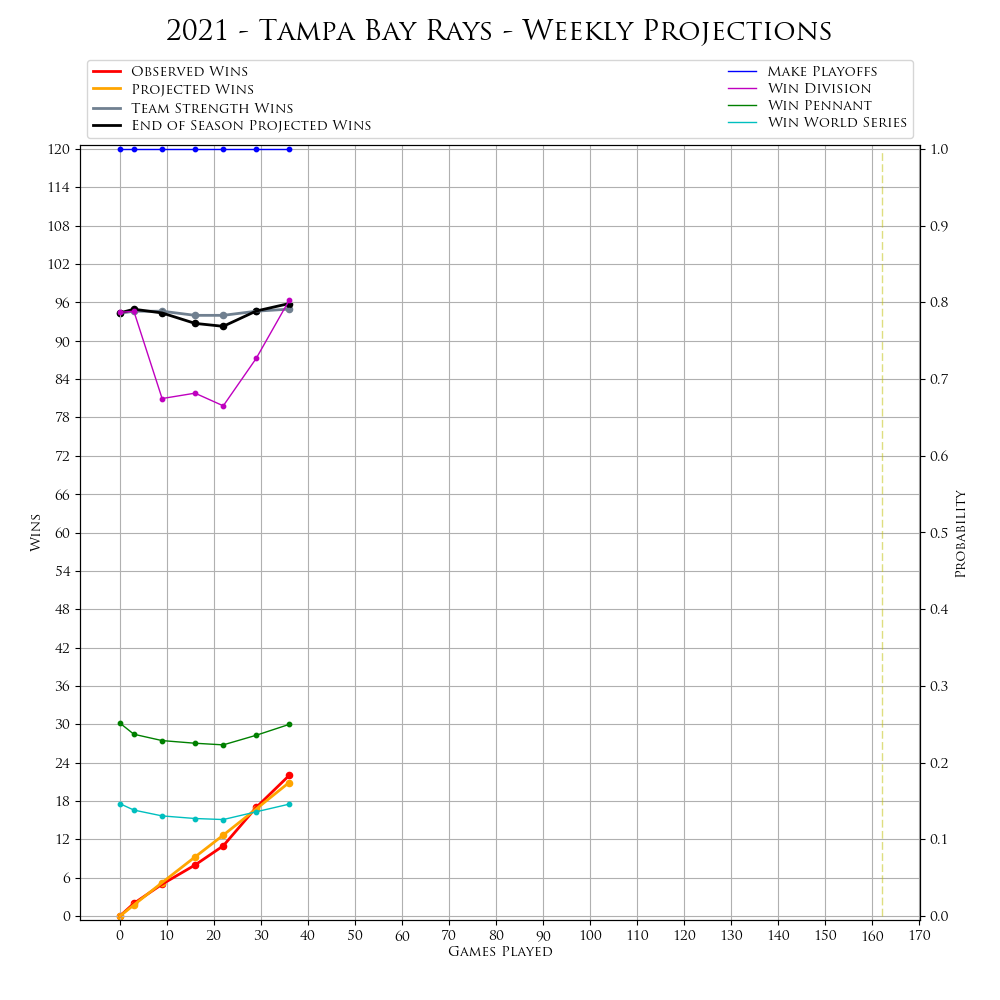 2021 - Tampa Bay Rays - Weekly Projections
Observed Wins
Projected Wins
Team Strength Wins
End of Season Projected Wins
Make Playoffs
Win Division
Win Pennant
Win World Series
120
114
108
102
96
90
84
78
72
66
60
54
48
42
36
30
24
18
12
6
0
Wins
1.0
0.9
0.8
0.7
0.6
0.5
0.4
0.3
0.2
0.1
0.0
Probability
0 10 20 30 40 50 60 70 80 90 100 110 120 130 140 150 160 170
Games Played